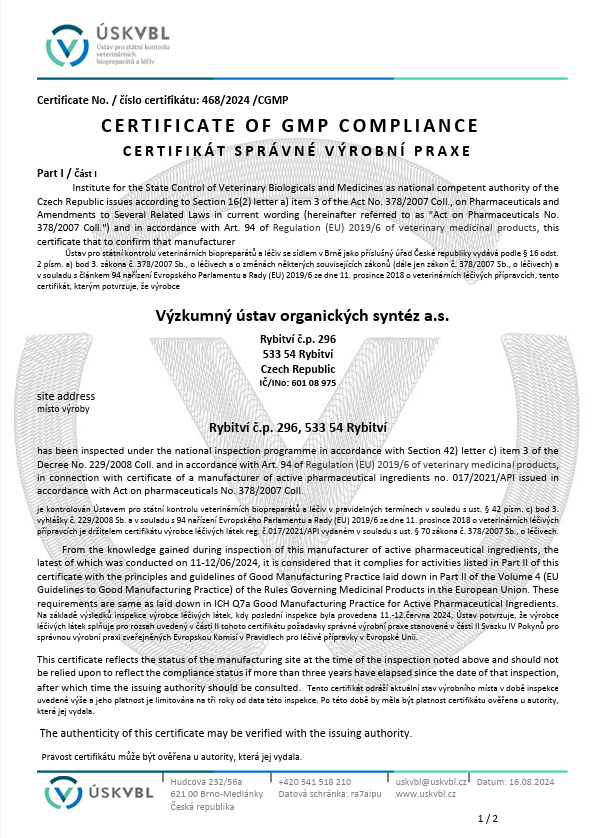 ÚSKVBL
Ústav pro státní kontrolu
veterinárních
biopreparátů a léčiv
Certificate No. / číslo certifikátu: 468/2024 /CGMP
CERTIFICATE OF GMP COMPLIANCE
CERTIFIKÁT SPRÁVNÉ VÝROBNÍ PRAXE
Part I / část I
Institute for the State Control of Veterinary Biologicals and Medicines as national competent authority of the
Czech Republic issues according to Section 16(2) letter a) item 3 of the Act No. 378/2007 Coll., on Pharmaceuticals and
Amendments to Several Related Laws in current wording (hereinafter referred to as "Act on Pharmaceuticals No.
378/2007 Coll.") and in accordance with Art. 94 of Regulation (EU) 2019/6 of veterinary medicinal products, this
certificate that to confirm that manufacturer
Ústav pro státní kontrolu veterinárních biopreparátů a léčiv se sídlem v Brně jako příslušný úřad České republiky vydává podle § 16 odst.
2 písm. a) bod 3. zákona č. 378/2007 Sb., o léčivech a o změnách některých souvisejících zákonů (dále jen zákon č. 378/2007 Sb., o léčivech) a
v souladu s článkem 94 nařízení Evropského Parlamentu a Rady (EU) 2019/6 ze dne 11. prosince 2018 o veterinárních léčivých přípravcích, tento
certifikát, kterým potvrzuje, že výrobce
Výzkumný ústav organických syntéz a.s.
Rybitví č.p. 296
533 54 Rybitví
Czech Republic
IČ/INo: 601 08 975
site address
místo výroby
Rybitví č.p. 296, 533 54 Rybitví
has been inspected under the national inspection programme in accordance with Section 42) letter c) item 3 of the
Decree No. 229/2008 Coll. and in accordance with Art. 94 of Regulation (EU) 2019/6 of veterinary medicinal products,
in connection with certificate of a manufacturer of active pharmaceutical ingredients no. 017/2021/API issued in
accordance with Act on pharmaceuticals No. 378/2007 Coll.
je kontrolován Ústavem pro státní kontrolu veterinárních biopreparátů a léčiv v pravidelných termínech v souladu s ust. § 42 písm. c) bod 3.
vyhlášky č. 229/2008 Sb. a v souladu s 94 nařízení Evropského Parlamentu a Rady (EU) 2019/6 ze dne 11. prosince 2018 o veterinárních léčivých
přípravcích je držitelem certifikátu výrobce léčivých látek reg. č.017/2021/API vydaném v souladu s ust. § 70 zákona č. 378/2007 Sb., o léčivech.
From the knowledge gained during inspection of this manufacturer of active pharmaceutical ingredients, the
latest of which was conducted on 11-12/06/2024, it is considered that it complies for activities listed in Part II of this
certificate with the principles and guidelines of Good Manufacturing Practice laid down in Part II of the Volume 4 (EU
Guidelines to Good Manufacturing Practice) of the Rules Governing Medicinal Products in the European Union. These
requirements are same as laid down in ICH Q7a Good Manufacturing Practice for Active Pharmaceutical Ingredients.
Na základě výsledků inspekce výrobce léčivých látek, kdy poslední inspekce byla provedena 11.-12.června 2024, Ústav potvrzuje, že výrobce
léčivých látek splňuje pro rozsah uvedený v části II tohoto certifikátu požadavky správné výrobní praxe stanovené v části II Svazku IV Pokynů pro
správnou výrobní praxi zveřejněných Evropskou Komisí v Pravidlech pro léčivé přípravky v Evropské Unii.
This certificate reflects the status of the manufacturing site at the time of the inspection noted above and should not
be relied upon to reflect the compliance status if more than three years have elapsed since the date of that inspection,
after which time the issuing authority should be consulted. Tento certifikát odráží aktuální stav výrobního místa v době inspekce
uvedené výše a jeho platnost je limitována na tři roky od data této inspekce. Po této době by měla být platnost certifikátu ověřena u autority,
která jej vydala.
The authenticity of this certificate may be verified with the issuing authority.
Pravost certifikátu může být ověřena u autority, která jej vydala.
ÚSKVBL
Hudcova 232/56a
621 00 Brno-Medlánky
Česká republika
+420 541 518 210
Datová schránka: ra7aipu
uskvbl@uskvbl.cz
www.uskvbl.cz
Datum: 16.08.2024
1 / 2